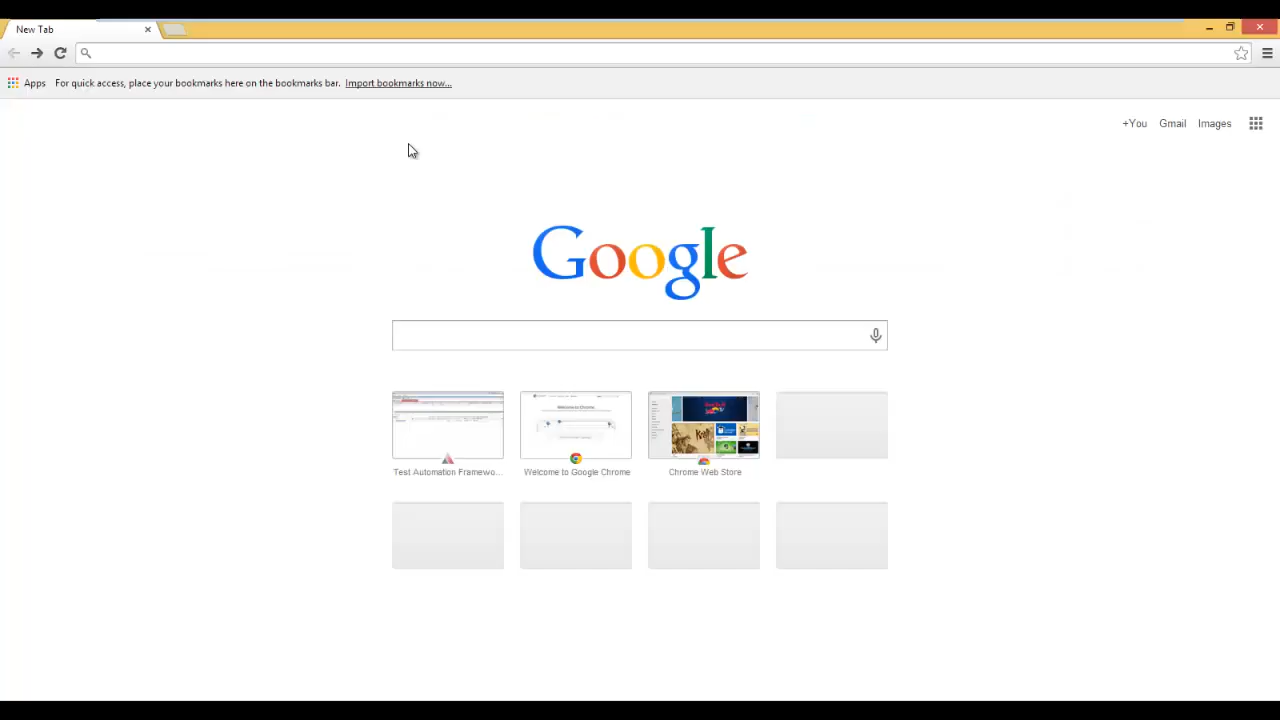 New Tab
Apps For quick access, place your bookmarks here on the bookmarks bar. Import bookmarks now...
+You Gmail Images
Google
Test Automation Framewo...
Welcome to Google Chrome
Chrome Web Store